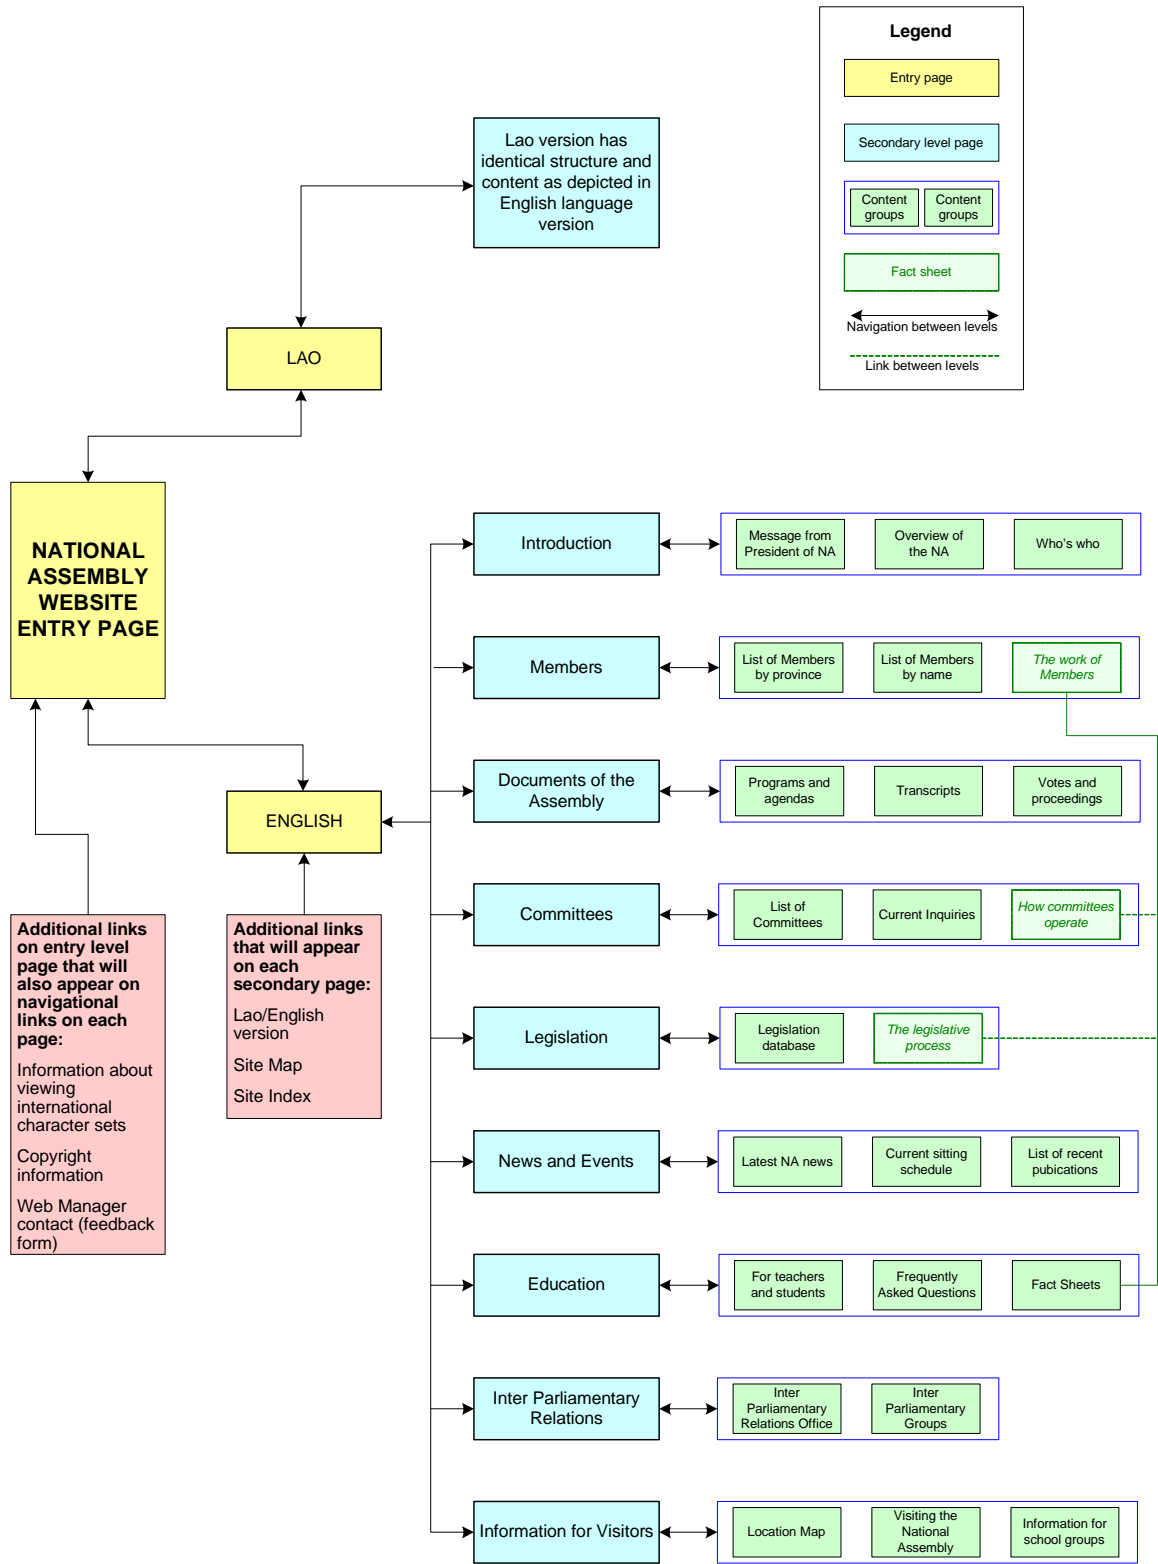 Legend
Entry page
Secondary level page
Content
groups
Content
groups
Fact sheet
Navigation between levels
Link between levels
Lao version has
identical structure and
content as depicted in
English language
version
LAO
NATIONAL
ASSEMBLY
WEBSITE
ENTRY PAGE
ENGLISH
Additional links
on entry level
page that will
also appear on
navigational
links on each
page:
Information about
viewing
international
character sets
Copyright
information
Web Manager
contact (feedback
form)
Additional links
that will appear
on each
secondary page:
Lao/English
version
Site Map
Site Index
Introduction
Message from
President of NA
Overview of
the NA
Who's who
Members
List of Members
by province
List of Members
by name
The work of
Members
Documents of the
Assembly
Programs and
agendas
Transcripts
Votes and
proceedings
Committees
List of
Committees
Current Inquiries
How committees
operate
Legislation
Legislation
database
The legislative
process
News and Events
Latest NA news
Current sitting
schedule
List of recent
pubications
Education
For teachers
and students
Frequently
Asked Questions
Fact Sheets
Inter Parliamentary
Relations
Inter
Parliamentary
Relations Office
Inter
Parliamentary
Groups
Information for Visitors
Location Map
Visiting the
National
Assembly
Information for
school groups